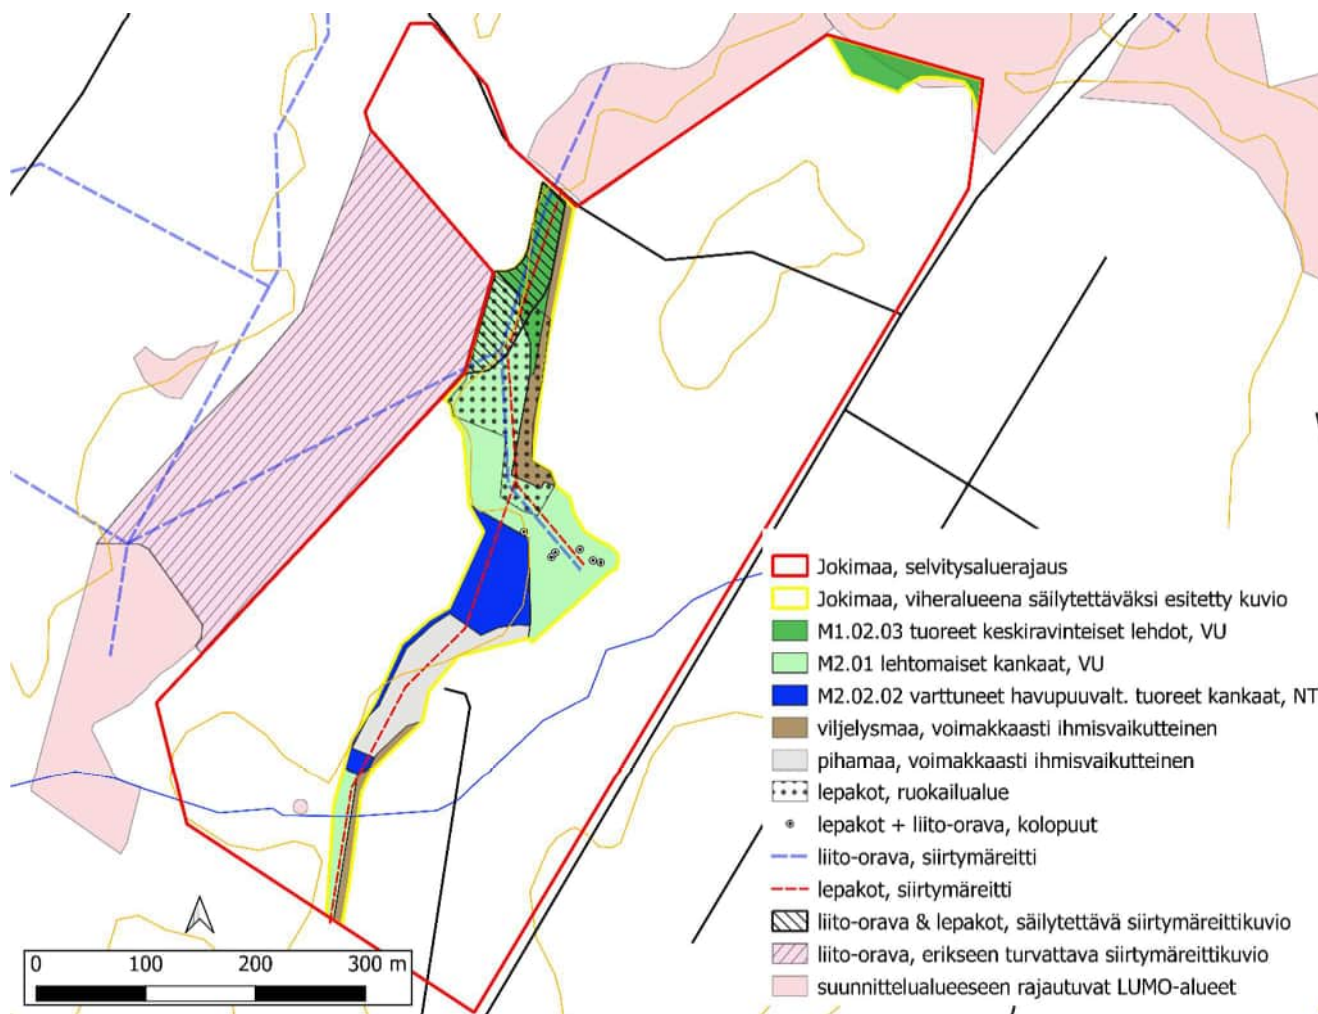 Jokimaa, selvitysaluerajaus
Jokimaa, viheralueena säilytettäväksi esitetty kuvio
M1.02.03 tuoreet keskiravinteiset lehdot, VU
M2.01 lehtomaiset kankaat, VU
M2.02.02 varttuneet havupuuvalt. tuoreet kankaat, NT
viljelysmaa, voimakkaasti ihmisvaikutteinen
pihamaa, voimakkaasti ihmisvaikutteinen
lepakot, ruokailualue
lepakot + liito-orava, kolopuut
liito-orava, siirtymäreitti
lepakot, siirtymäreitti
liito-orava & lepakot, säilytettävä siirtymäreittikuvio
liito-orava, erikseen turvattava siirtymäreittikuvio
suunnittelualueeseen rajautuvat LUMO-alueet
0 100 200 300 m